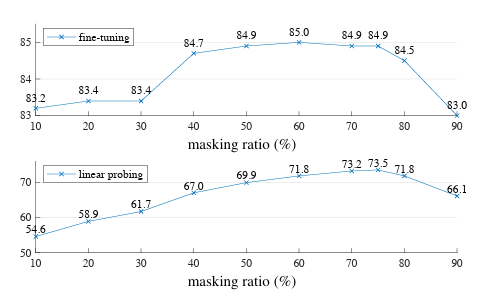 fine-tuning
85
84
83
83.2 83.4 83.4 84.7 84.9 85.0 84.9 84.9 84.5 83.0
10 20 30 40 50 60 70 80 90
masking ratio (%)
linear probing
70
60
50
54.6 58.9 61.7 67.0 69.9 71.8 73.2 73.5 71.8 66.1
10 20 30 40 50 60 70 80 90
masking ratio (%)